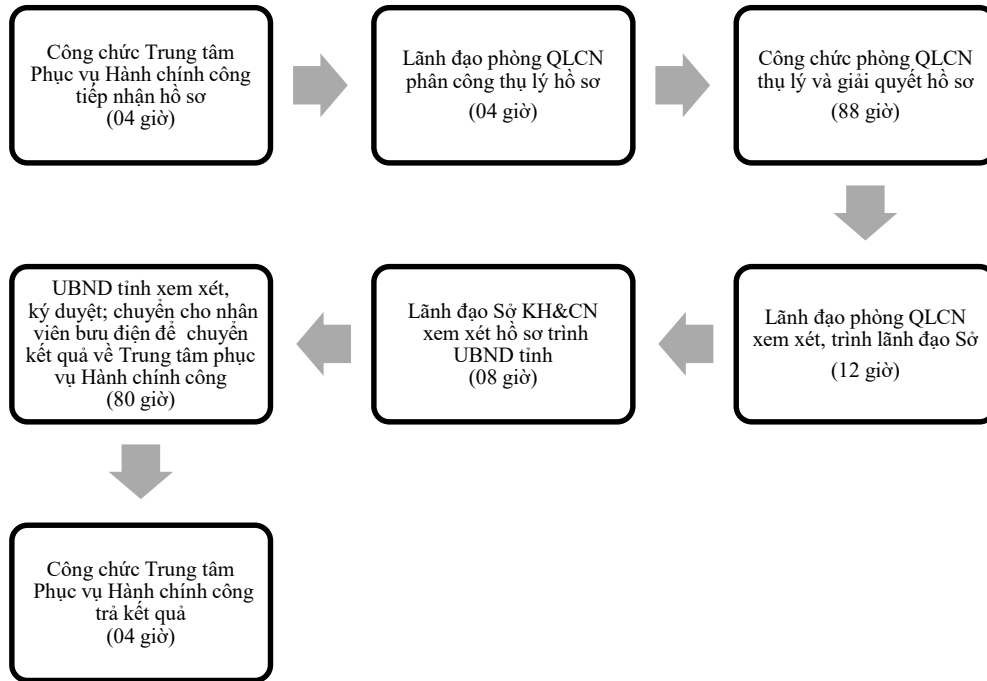 Công chức Trung tâm
Phục vụ Hành chính công
tiếp nhận hồ sơ
(04 giờ)
Lãnh đạo phòng QLCN
phân công thụ lý hồ sơ
(04 giờ)
Công chức phòng QLCN
thụ lý và giải quyết hồ sơ
(88 giờ)
Lãnh đạo phòng QLCN
xem xét, trình lãnh đạo Sở
(12 giờ)
Lãnh đạo Sở KH&CN
xem xét hồ sơ trình
UBND tỉnh
(08 giờ)
UBND tỉnh xem xét,
ký duyệt; chuyển cho nhân
viên bưu điện để chuyển
kết quả về Trung tâm phục
vụ Hành chính công
(80 giờ)
Công chức Trung tâm
Phục vụ Hành chính công
trả kết quả
(04 giờ)